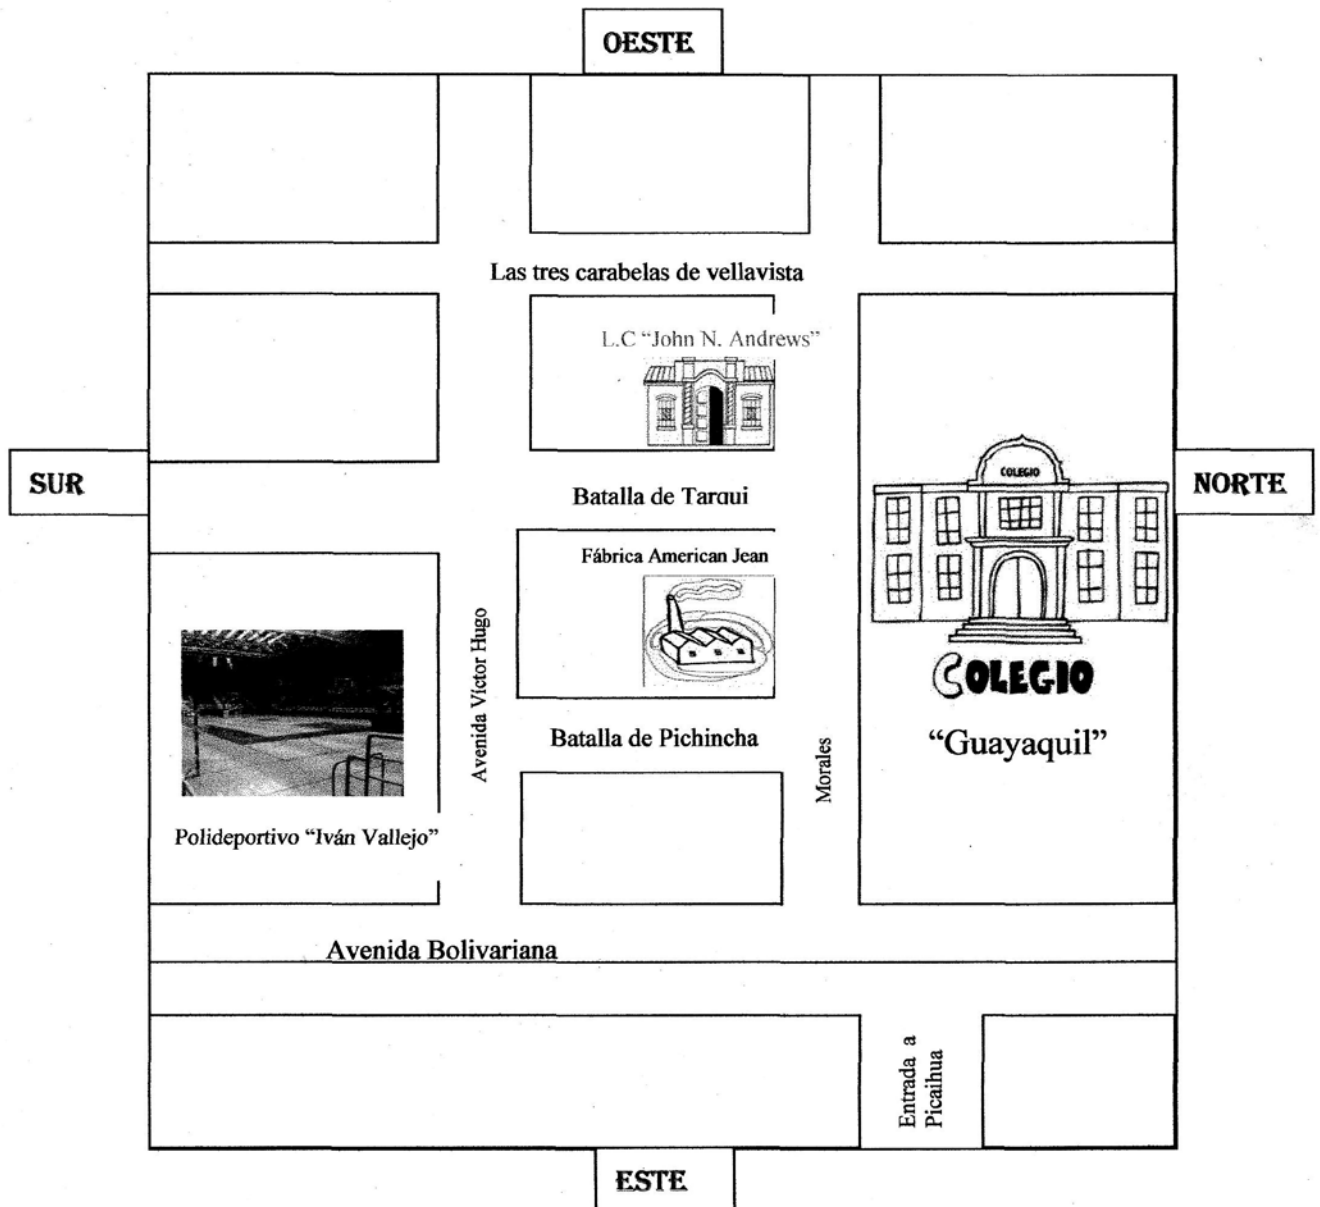 OESTE
Las tres carabelas de vellavista
L.C “John N. Andrews”
SUR
NORTE
COLEGIO
Batalla de Tarqui
Fábrica American Jean
Avenida Víctor Hugo
COLEGIO
“Guayaquil”
Batalla de Pichincha
Morales
Polideportivo “Iván Vallejo”
Avenida Bolivariana
Entrada a
Picaihua
ESTE